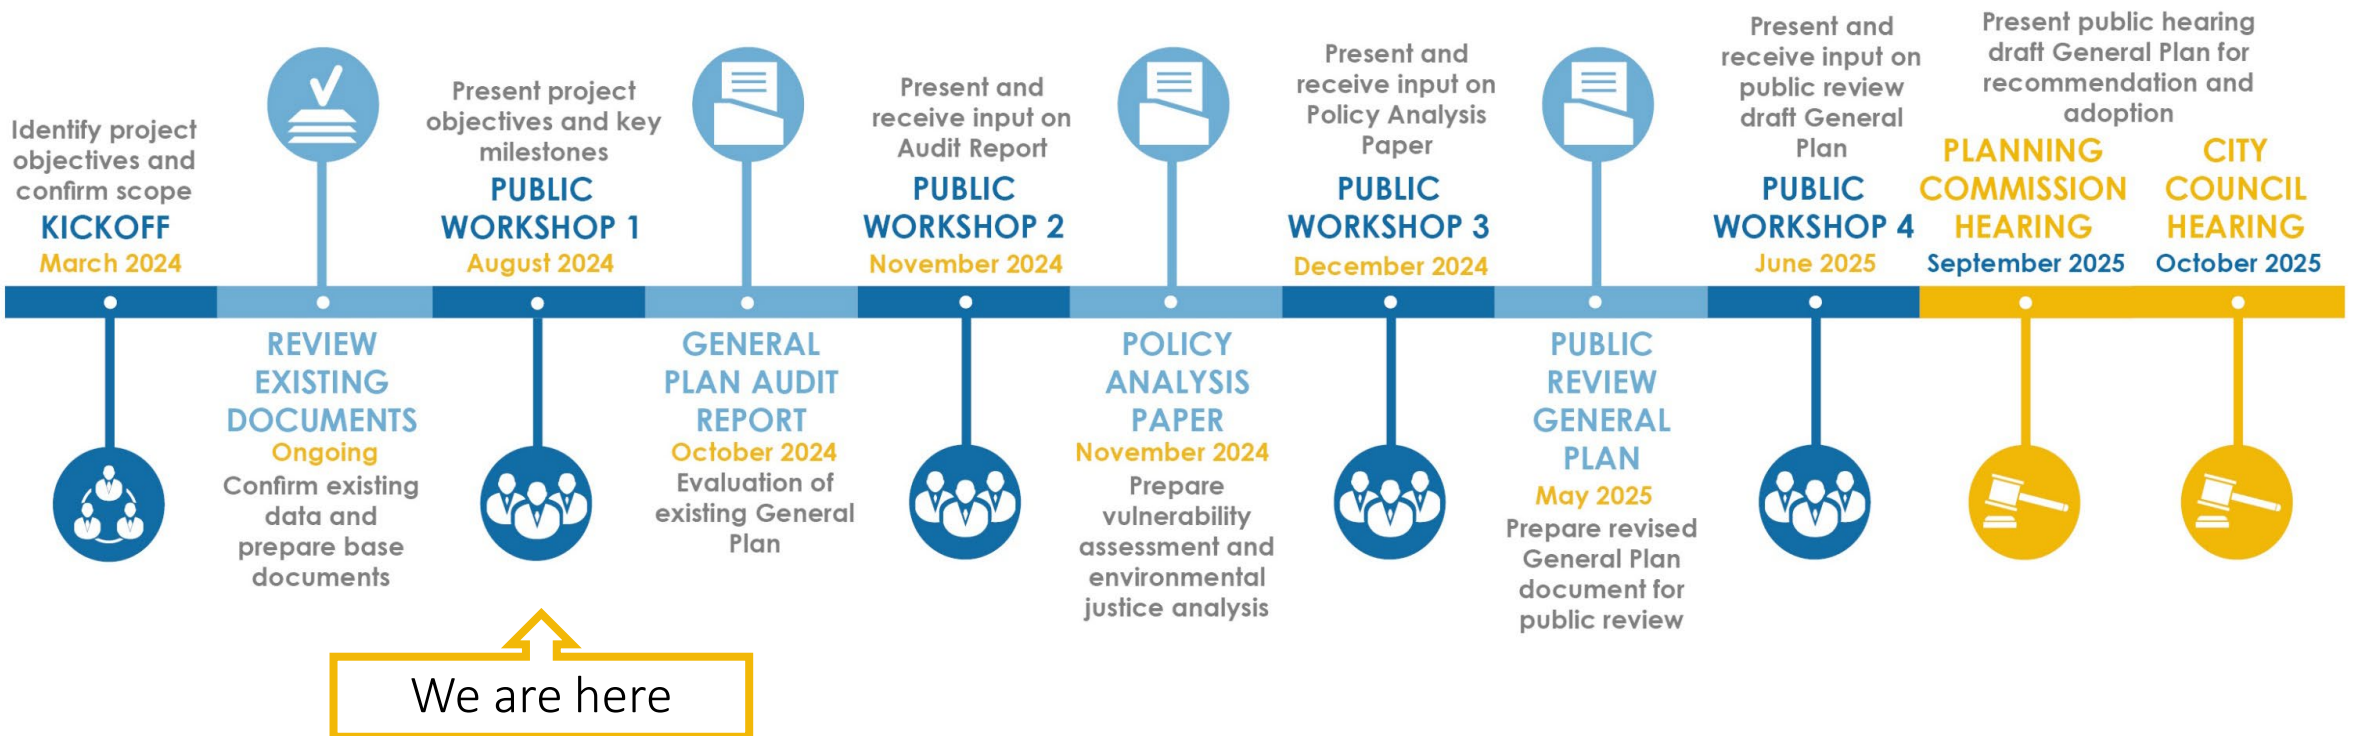 Identify project
objectives and
confirm scope
KICKOFF
March 2024
REVIEW
EXISTING
DOCUMENTS
Ongoing
Confirm existing
data and
prepare base
documents
Present project
objectives and key
milestones
PUBLIC
WORKSHOP 1
August 2024
GENERAL
PLAN AUDIT
REPORT
October 2024
Evaluation of
existing General
Plan
Present and
receive input on
Audit Report
PUBLIC
WORKSHOP 2
November 2024
POLICY
ANALYSIS
PAPER
November 2024
Prepare
vulnerability
assessment and
environmental
justice analysis
Present and
receive input on
Policy Analysis
Paper
PUBLIC
WORKSHOP 3
December 2024
PUBLIC
REVIEW
GENERAL
PLAN
May 2025
Prepare revised
General Plan
document for
public review
Present and
receive input on
public review
draft General
Plan
PUBLIC
WORKSHOP 4
June 2025
Present public hearing
draft General Plan for
recommendation and
adoption
PLANNING
COMMISSION
HEARING
September 2025
CITY
COUNCIL
HEARING
October 2025
We are here